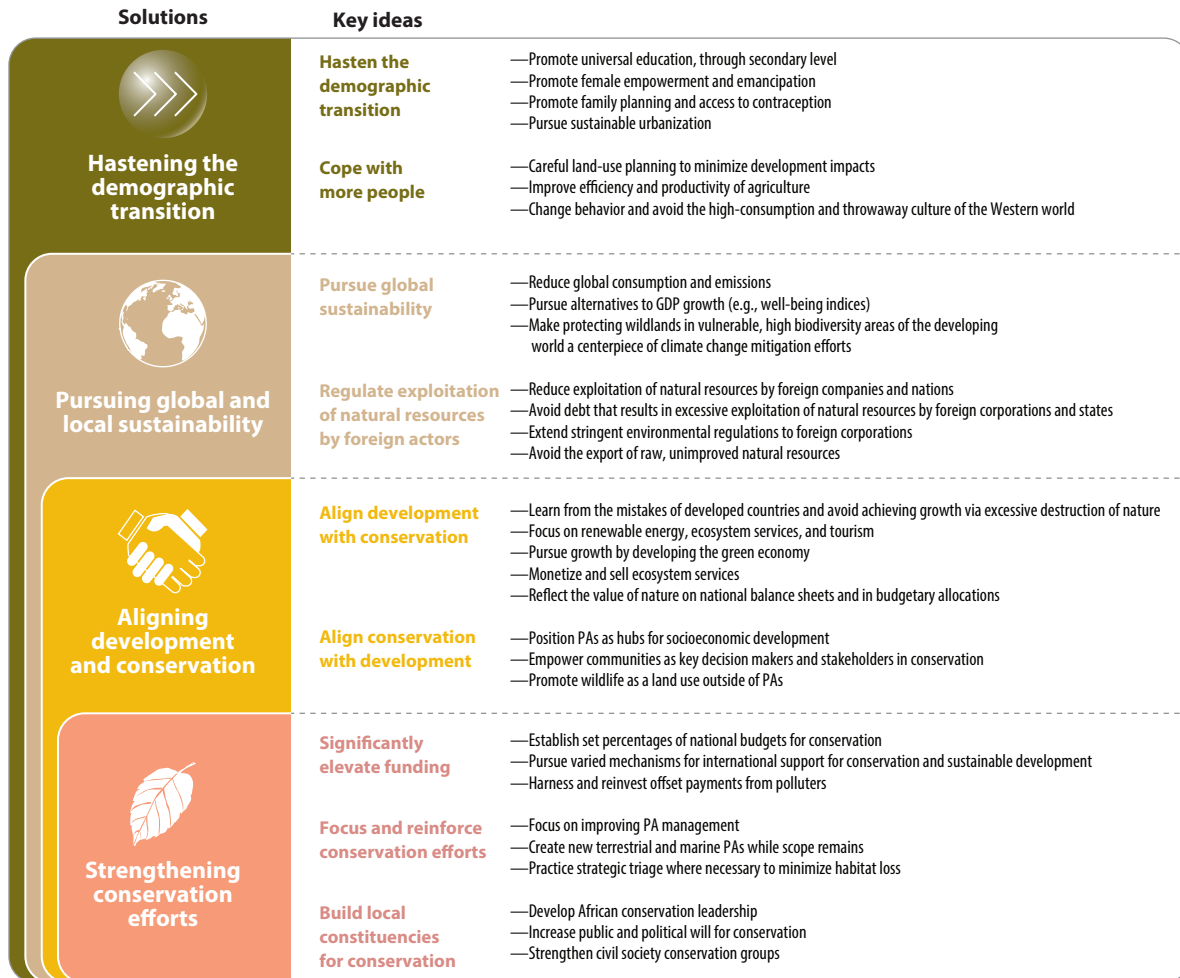 Solutions
Key ideas
Hastening the
demographic
transition
Hasten the
demographic
transition
—Promote universal education, through secondary level
—Promote female empowerment and emancipation
—Promote family planning and access to contraception
—Pursue sustainable urbanization
Cope with
more people
—Careful land-use planning to minimize development impacts
—Improve efficiency and productivity of agriculture
—Change behavior and avoid the high-consumption and throwaway culture of the Western world
Pursuing global and
local sustainability
Pursue global
sustainability
—Reduce global consumption and emissions
—Pursue alternatives to GDP growth (e.g., well-being indices)
—Make protecting wildlands in vulnerable, high biodiversity areas of the developing
world a centerpiece of climate change mitigation efforts
Regulate exploitation
of natural resources
by foreign actors
—Reduce exploitation of natural resources by foreign companies and nations
—Avoid debt that results in excessive exploitation of natural resources by foreign corporations and states
—Extend stringent environmental regulations to foreign corporations
—Avoid the export of raw, unimproved natural resources
Aligning
development
and conservation
Align development
with conservation
—Learn from the mistakes of developed countries and avoid achieving growth via excessive destruction of nature
—Focus on renewable energy, ecosystem services, and tourism
—Pursue growth by developing the green economy
—Monetize and sell ecosystem services
—Reflect the value of nature on national balance sheets and in budgetary allocations
Align conservation
with development
—Position PAs as hubs for socioeconomic development
—Empower communities as key decision makers and stakeholders in conservation
—Promote wildlife as a land use outside of PAs
Strengthening
conservation
efforts
Significantly
elevate funding
—Establish set percentages of national budgets for conservation
—Pursue varied mechanisms for international support for conservation and sustainable development
—Harness and reinvest offset payments from polluters
Focus and reinforce
conservation efforts
—Focus on improving PA management
—Create new terrestrial and marine PAs while scope remains
—Practice strategic triage where necessary to minimize habitat loss
Build local
constituencies
for conservation
—Develop African conservation leadership
—Increase public and political will for conservation
—Strengthen civil society conservation groups